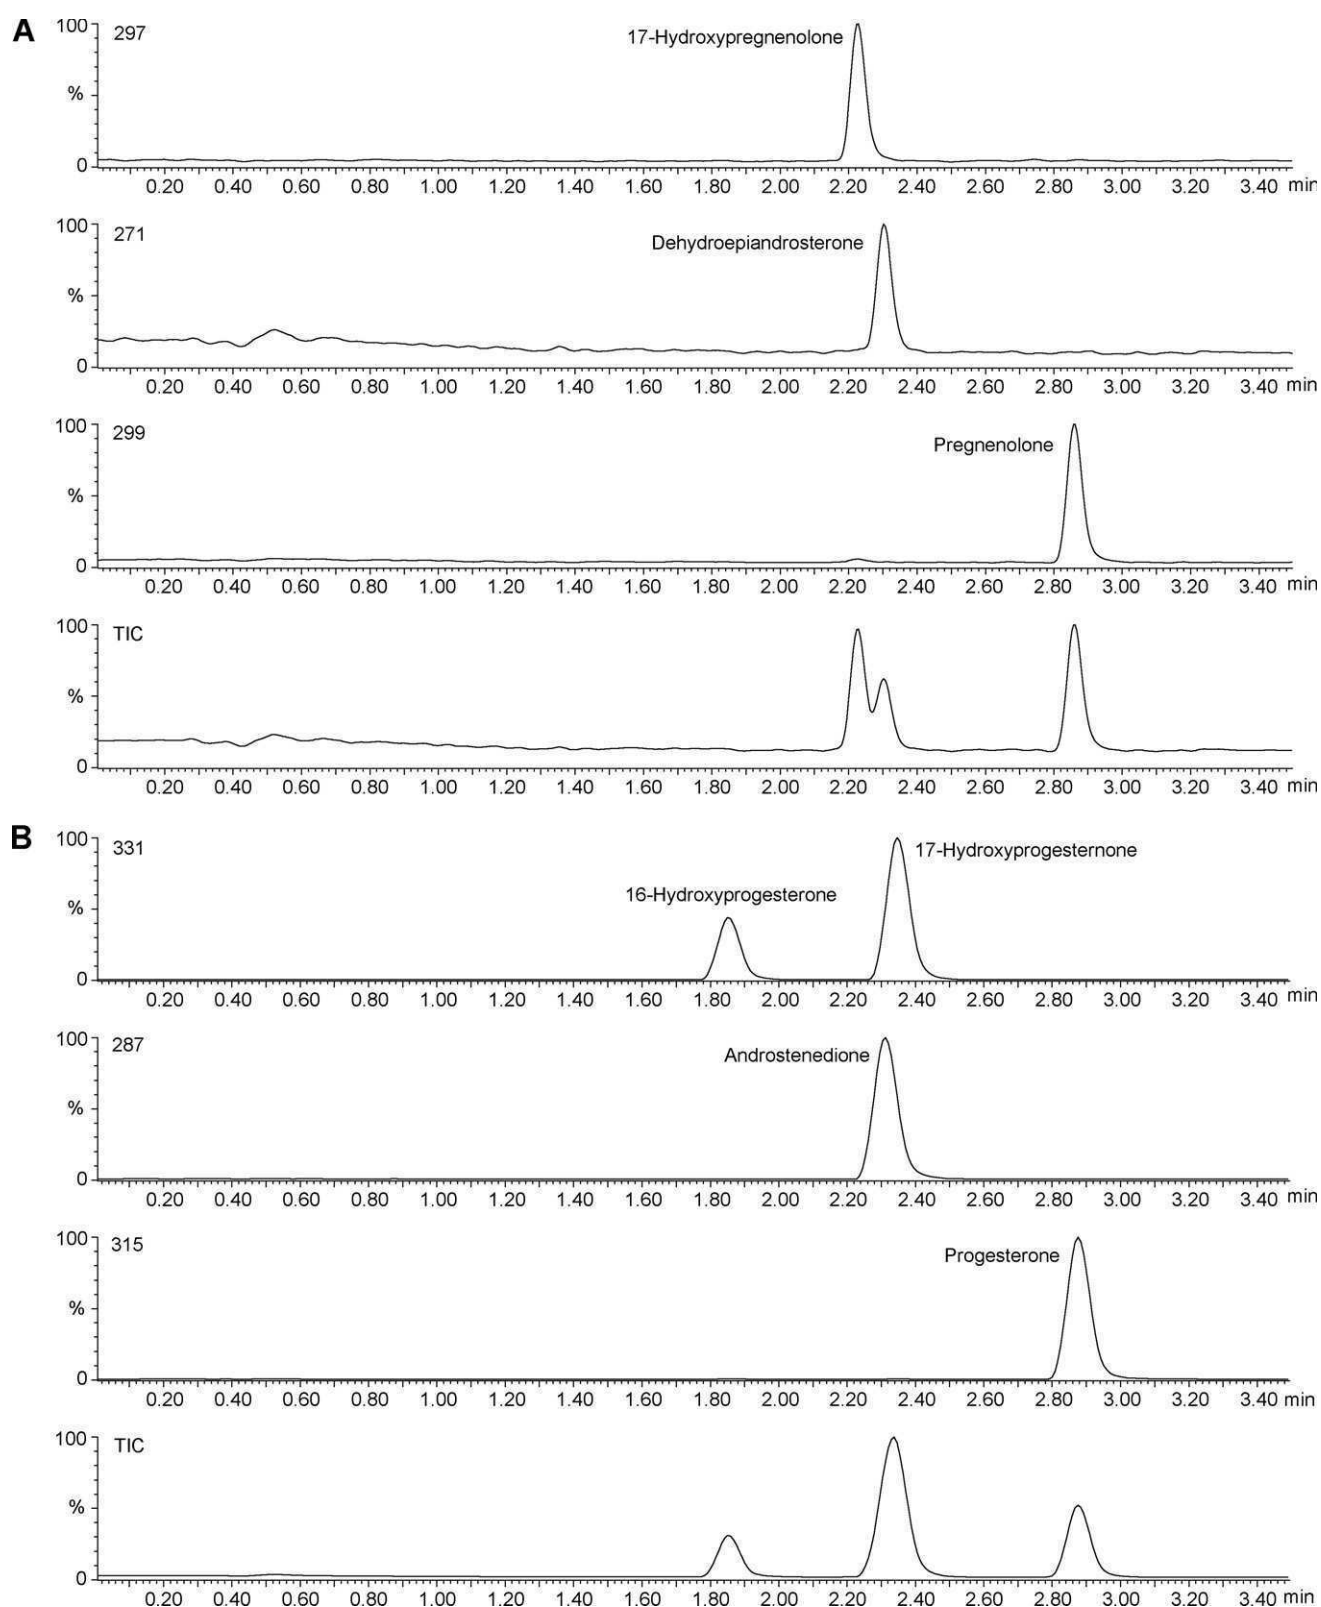 A
100
297
17-Hydroxypregnenolone
%
0
0.20 0.40 0.60 0.80 1.00 1.20 1.40 1.60 1.80 2.00 2.20 2.40 2.60 2.80 3.00 3.20 3.40 min
100
271
Dehydroepiandrosterone
%
0
0.20 0.40 0.60 0.80 1.00 1.20 1.40 1.60 1.80 2.00 2.20 2.40 2.60 2.80 3.00 3.20 3.40 min
100
299
Pregnenolone
%
0
0.20 0.40 0.60 0.80 1.00 1.20 1.40 1.60 1.80 2.00 2.20 2.40 2.60 2.80 3.00 3.20 3.40 min
100
TIC
%
0
0.20 0.40 0.60 0.80 1.00 1.20 1.40 1.60 1.80 2.00 2.20 2.40 2.60 2.80 3.00 3.20 3.40 min
B
100
331
17-Hydroxyprogesternone
16-Hydroxyprogesterone
%
0
0.20 0.40 0.60 0.80 1.00 1.20 1.40 1.60 1.80 2.00 2.20 2.40 2.60 2.80 3.00 3.20 3.40 min
100
287
Androstenedione
%
0
0.20 0.40 0.60 0.80 1.00 1.20 1.40 1.60 1.80 2.00 2.20 2.40 2.60 2.80 3.00 3.20 3.40 min
100
315
Progesterone
%
0
0.20 0.40 0.60 0.80 1.00 1.20 1.40 1.60 1.80 2.00 2.20 2.40 2.60 2.80 3.00 3.20 3.40 min
100
TIC
%
0
0.20 0.40 0.60 0.80 1.00 1.20 1.40 1.60 1.80 2.00 2.20 2.40 2.60 2.80 3.00 3.20 3.40 min